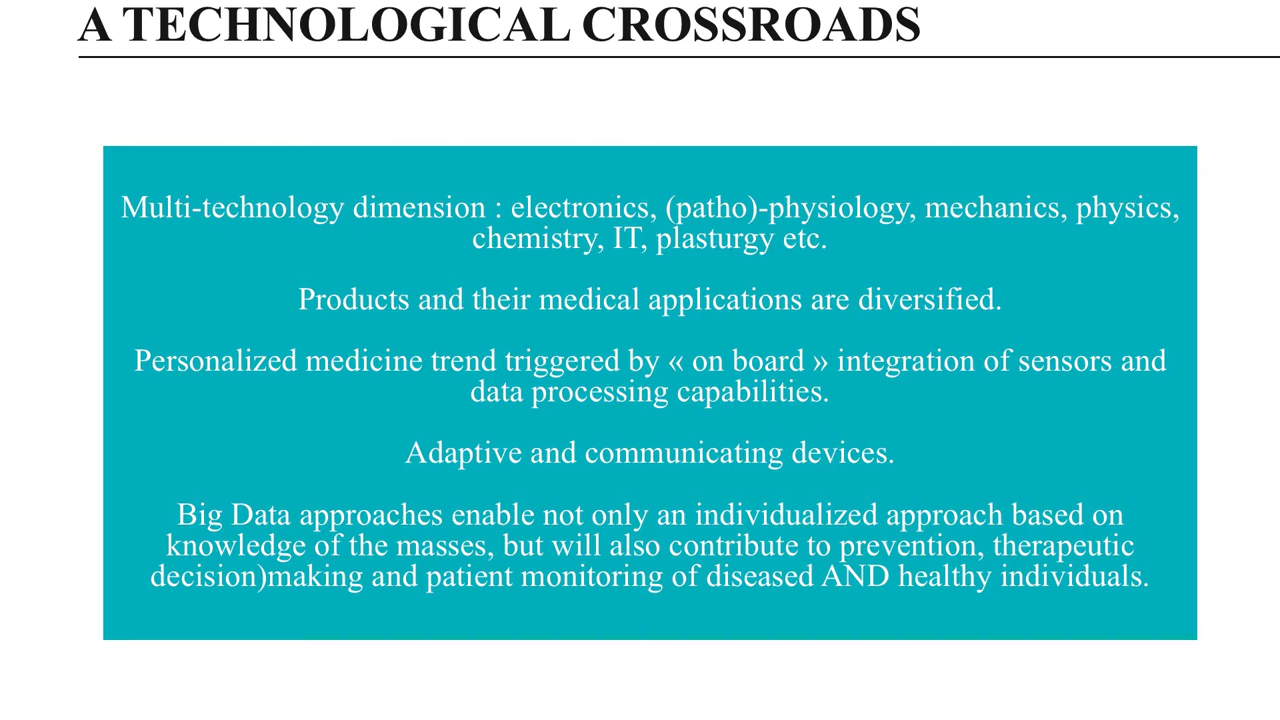 A TECHNOLOGICAL CROSSROADS
Multi-technology dimension : electronics, (patho)-physiology, mechanics, physics,
chemistry, IT, plasturgy etc.
Products and their medical applications are diversified.
Personalized medicine trend triggered by « on board » integration of sensors and
data processing capabilities.
Adaptive and communicating devices.
Big Data approaches enable not only an individualized approach based on
knowledge of the masses, but will also contribute to prevention, therapeutic
decision)making and patient monitoring of diseased AND healthy individuals.